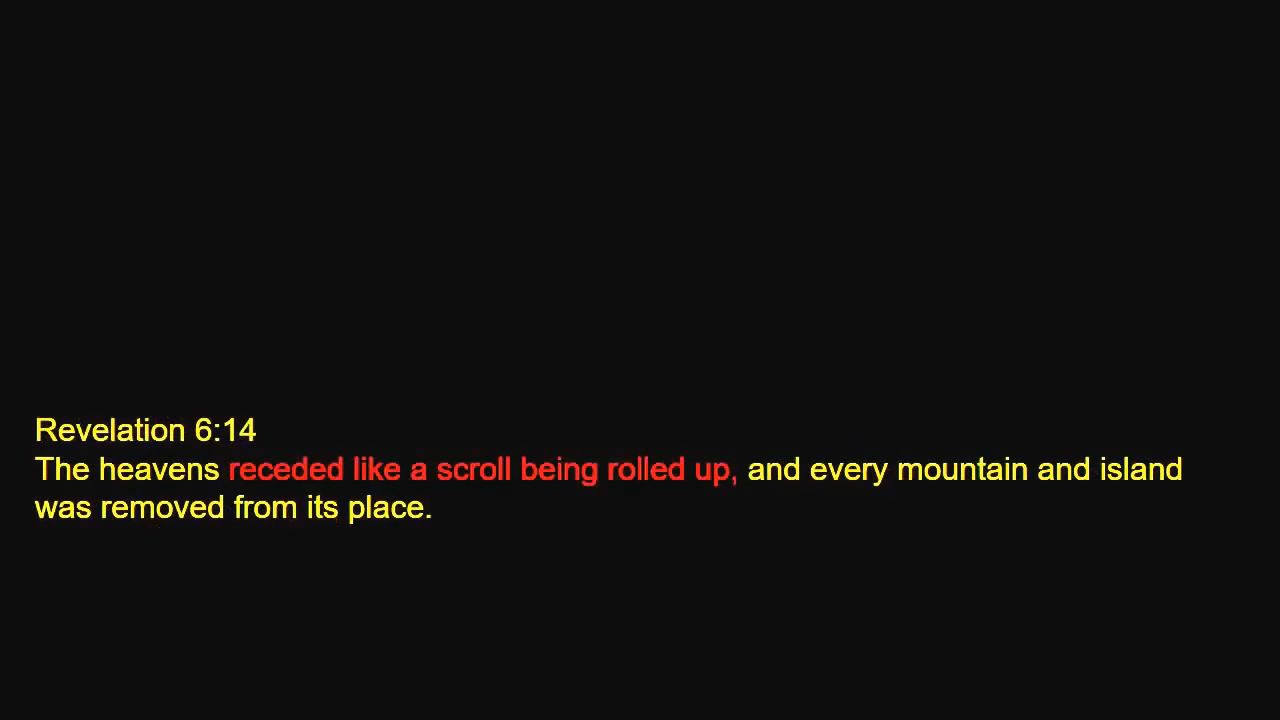 Revelation 6:14
The heavens receded like a scroll being rolled up, and every mountain and island
was removed from its place.